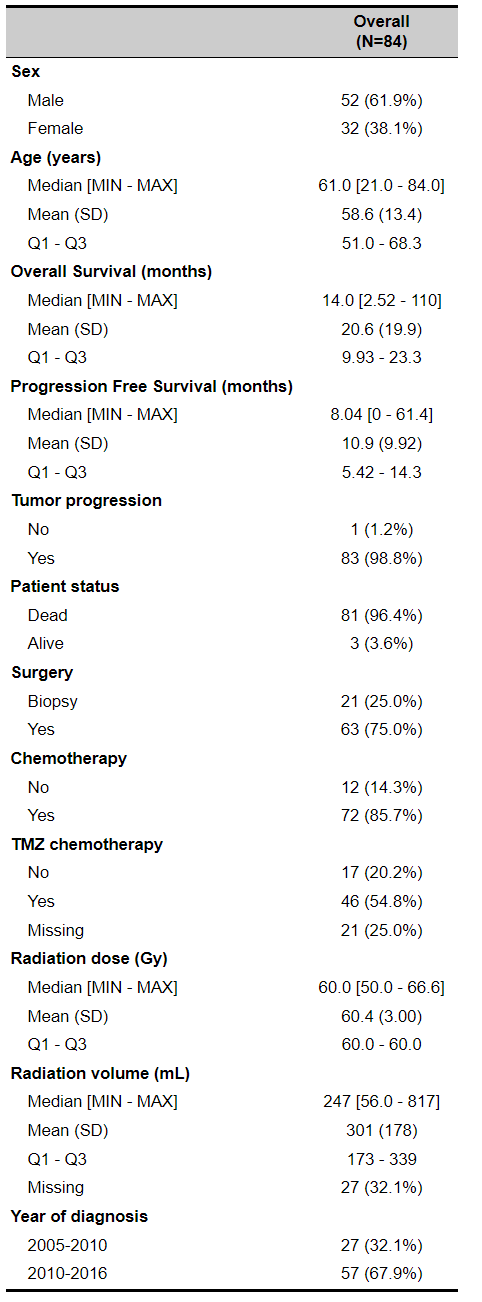 Overall
(N=84)
Sex
Male 52 (61.9%)
Female 32 (38.1%)
Age (years)
Median [MIN - MAX] 61.0 [21.0 - 84.0]
Mean (SD) 58.6 (13.4)
Q1 - Q3 51.0 - 68.3
Overall Survival (months)
Median [MIN - MAX] 14.0 [2.52 - 110]
Mean (SD) 20.6 (19.9)
Q1 - Q3 9.93 - 23.3
Progression Free Survival (months)
Median [MIN - MAX] 8.04 [0 - 61.4]
Mean (SD) 10.9 (9.92)
Q1 - Q3 5.42 - 14.3
Tumor progression
No 1 (1.2%)
Yes 83 (98.8%)
Patient status
Dead 81 (96.4%)
Alive 3 (3.6%)
Surgery
Biopsy 21 (25.0%)
Yes 63 (75.0%)
Chemotherapy
No 12 (14.3%)
Yes 72 (85.7%)
TMZ chemotherapy
No 17 (20.2%)
Yes 46 (54.8%)
Missing 21 (25.0%)
Radiation dose (Gy)
Median [MIN - MAX] 60.0 [50.0 - 66.6]
Mean (SD) 60.4 (3.00)
Q1 - Q3 60.0 - 60.0
Radiation volume (mL)
Median [MIN - MAX] 247 [56.0 - 817]
Mean (SD) 301 (178)
Q1 - Q3 173 - 339
Missing 27 (32.1%)
Year of diagnosis
2005-2010 27 (32.1%)
2010-2016 57 (67.9%)